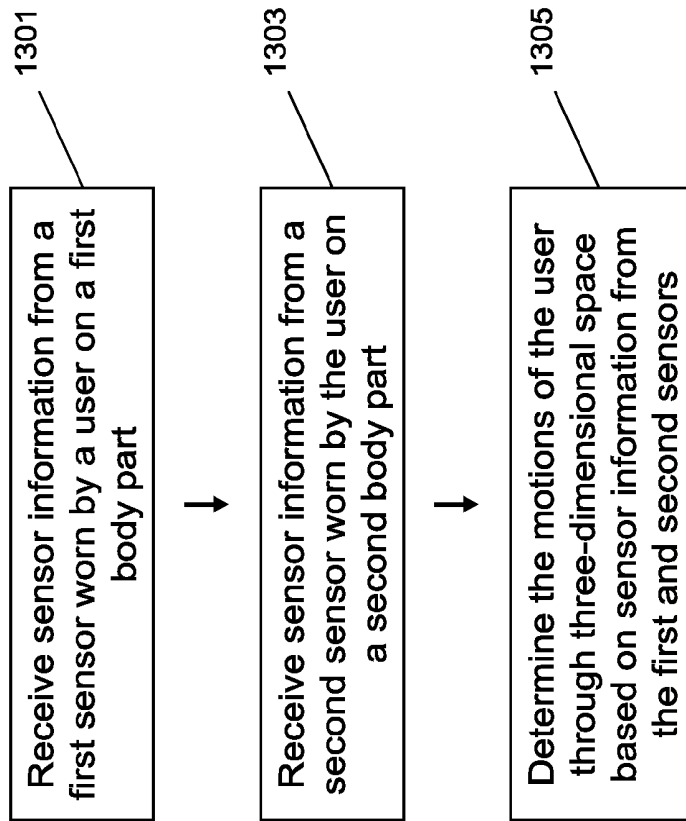 Receive sensor information from a
first sensor worn by a user on a first
body part
1301
Receive sensor information from a
second sensor worn by the user on
a second body part
1303
Determine the motions of the user
through three-dimensional space
based on sensor information from
the first and second sensors
1305